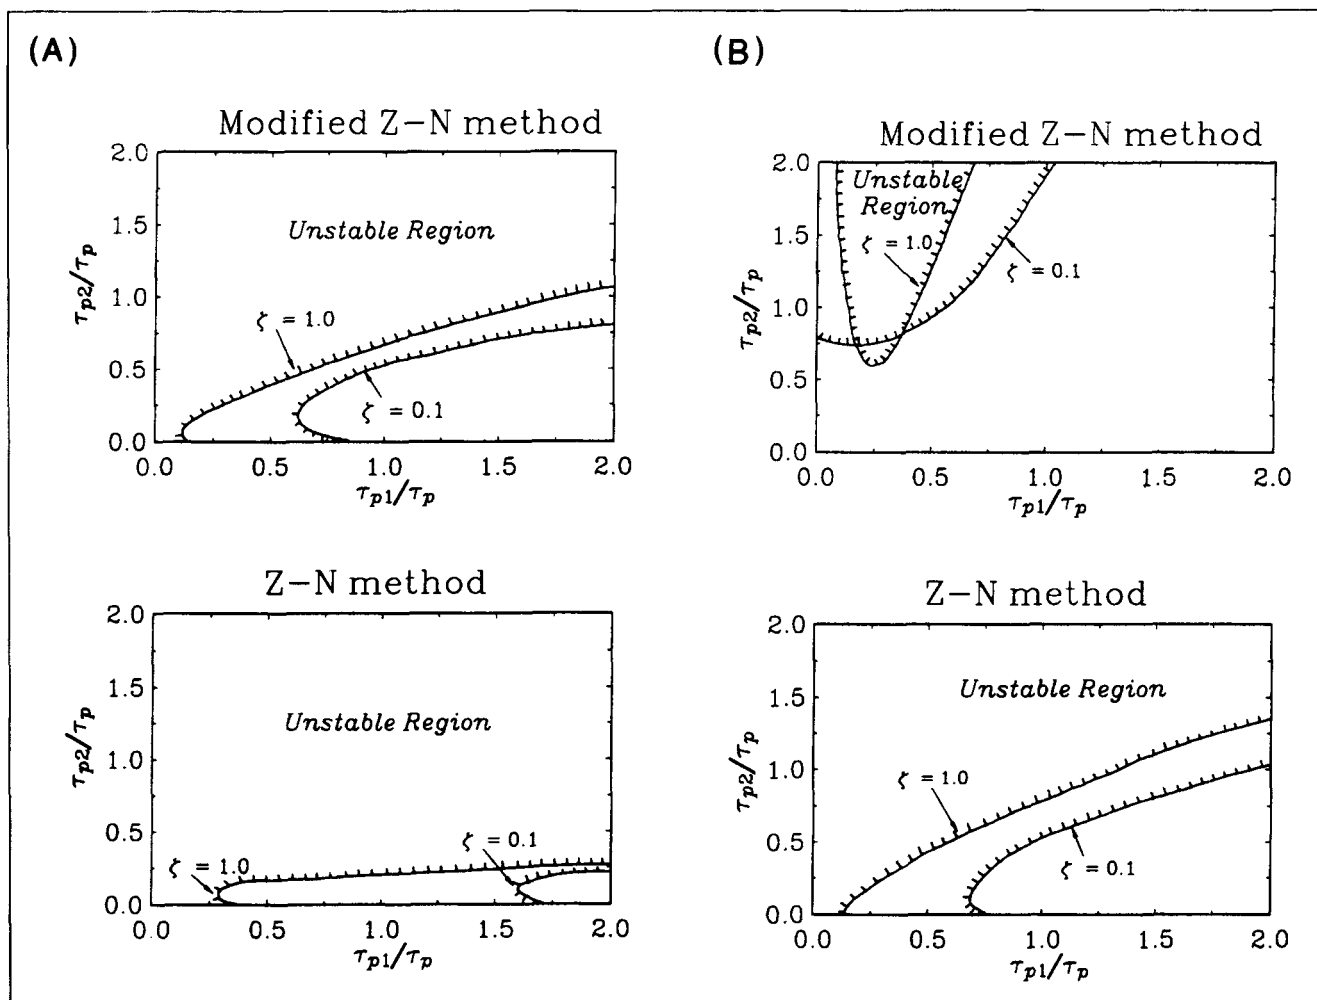 (A)
Modified Z-N method
2.0
1.5
1.0
0.5
0.0
τp2/τp
Unstable Region
ζ = 1.0
ζ = 0.1
0.0 0.5 1.0 1.5 2.0
τp1/τp
Z-N method
2.0
1.5
1.0
0.5
0.0
τp2/τp
Unstable Region
ζ = 1.0
ζ = 0.1
0.0 0.5 1.0 1.5 2.0
τp1/τp
(B)
Modified Z-N method
2.0
1.5
1.0
0.5
0.0
τp2/τp
Unstable
Region
ζ = 1.0
ζ = 0.1
0.0 0.5 1.0 1.5 2.0
τp1/τp
Z-N method
2.0
1.5
1.0
0.5
0.0
τp2/τp
Unstable Region
ζ = 1.0
ζ = 0.1
0.0 0.5 1.0 1.5 2.0
τp1/τp